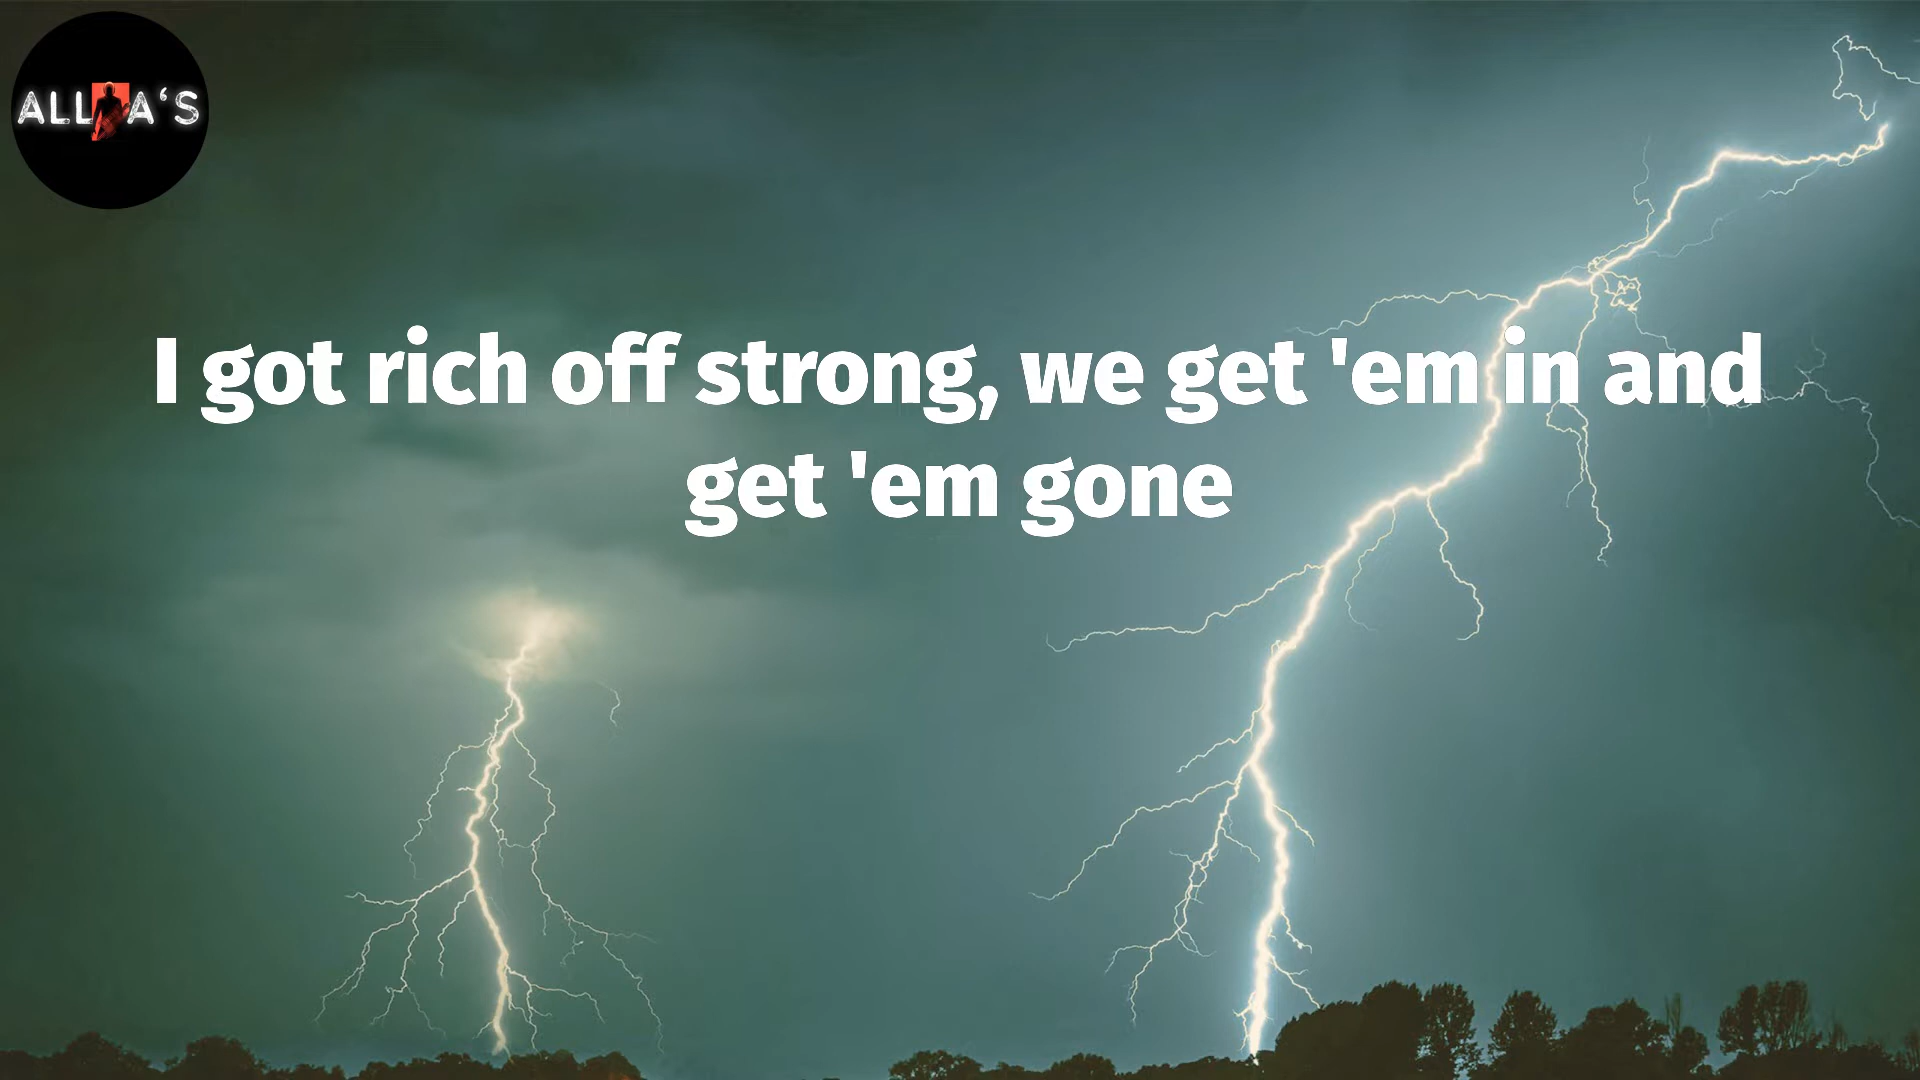 ALL A'S
I got rich off strong, we get 'em in and
get 'em gone